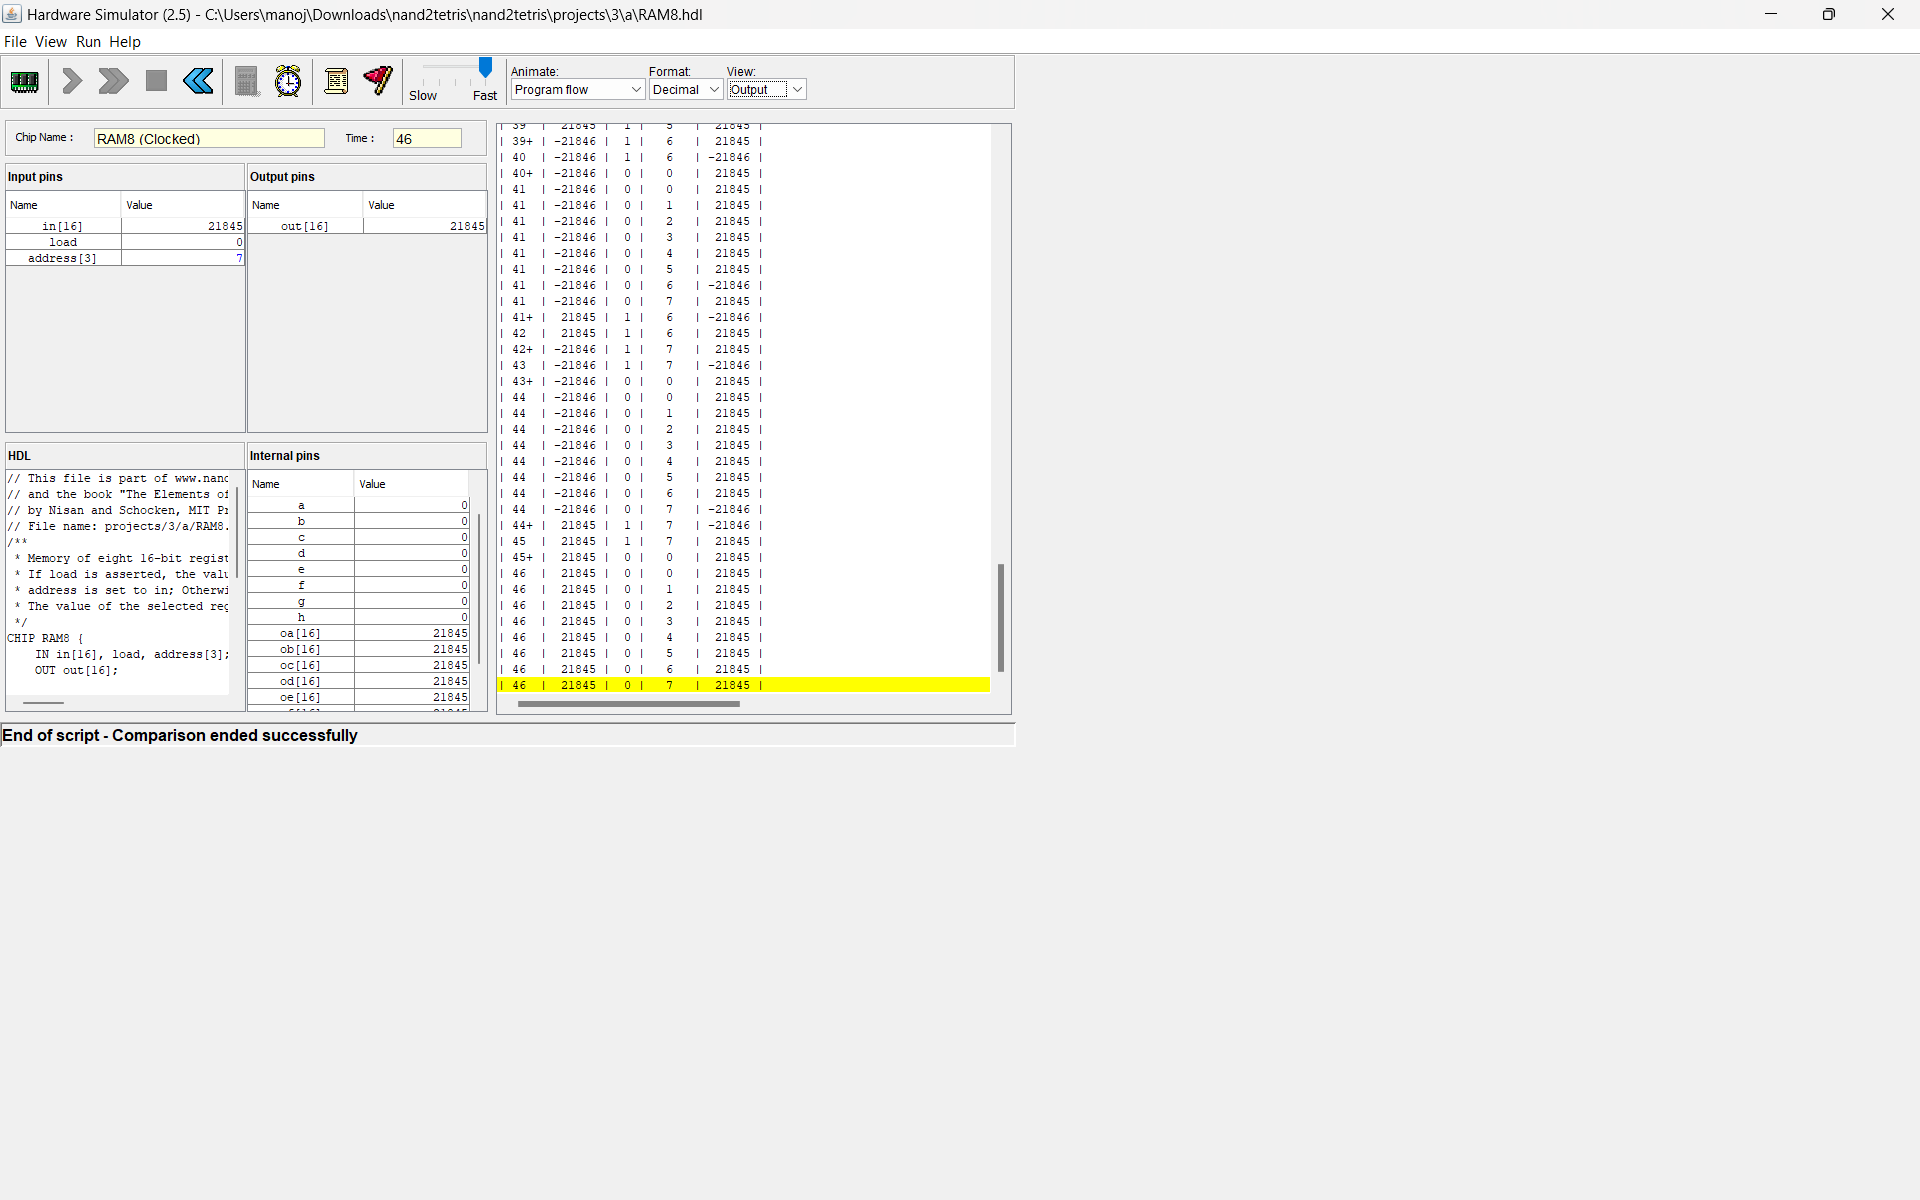 Hardware Simulator (2.5) - C:\Users\manoj\Downloads\nand2tetris\nand2tetris\projects\3\a\RAM8.hdl
File View Run Help
Slow Fast
Animate: Format: View:
Program flow Decimal Output
Chip Name : RAM8 (Clocked) Time : 46
Input pins
Name Value
in[16] 21845
load 0
address[3] 7
Output pins
Name Value
out[16] 21845
HDL
// This file is part of www.nanc
// and the book "The Elements of
// by Nisan and Schocken, MIT Pr
// File name: projects/3/a/RAM8.
/**
* Memory of eight 16-bit regist
* If load is asserted, the valu
* address is set to in; Otherwi
* The value of the selected reg
*/
CHIP RAM8 {
IN in[16], load, address[3];
OUT out[16];
Internal pins
Name Value
a 0
b 0
c 0
d 0
e 0
f 0
g 0
h 0
oa[16] 21845
ob[16] 21845
oc[16] 21845
od[16] 21845
oe[16] 21845
| 39 | 21845 | 1 | 5 | 21845 |
| 39+ | -21846 | 1 | 6 | 21845 |
| 40 | -21846 | 1 | 6 | -21846 |
| 40+ | -21846 | 0 | 0 | 21845 |
| 41 | -21846 | 0 | 0 | 21845 |
| 41 | -21846 | 0 | 1 | 21845 |
| 41 | -21846 | 0 | 2 | 21845 |
| 41 | -21846 | 0 | 3 | 21845 |
| 41 | -21846 | 0 | 4 | 21845 |
| 41 | -21846 | 0 | 5 | 21845 |
| 41 | -21846 | 0 | 6 | -21846 |
| 41 | -21846 | 0 | 7 | 21845 |
| 41+ | 21845 | 1 | 6 | -21846 |
| 42 | 21845 | 1 | 6 | 21845 |
| 42+ | -21846 | 1 | 7 | 21845 |
| 43 | -21846 | 1 | 7 | -21846 |
| 43+ | -21846 | 0 | 0 | 21845 |
| 44 | -21846 | 0 | 0 | 21845 |
| 44 | -21846 | 0 | 1 | 21845 |
| 44 | -21846 | 0 | 2 | 21845 |
| 44 | -21846 | 0 | 3 | 21845 |
| 44 | -21846 | 0 | 4 | 21845 |
| 44 | -21846 | 0 | 5 | 21845 |
| 44 | -21846 | 0 | 6 | 21845 |
| 44 | -21846 | 0 | 7 | -21846 |
| 44+ | 21845 | 1 | 7 | -21846 |
| 45 | 21845 | 1 | 7 | 21845 |
| 45+ | 21845 | 0 | 0 | 21845 |
| 46 | 21845 | 0 | 0 | 21845 |
| 46 | 21845 | 0 | 1 | 21845 |
| 46 | 21845 | 0 | 2 | 21845 |
| 46 | 21845 | 0 | 3 | 21845 |
| 46 | 21845 | 0 | 4 | 21845 |
| 46 | 21845 | 0 | 5 | 21845 |
| 46 | 21845 | 0 | 6 | 21845 |
| 46 | 21845 | 0 | 7 | 21845 |
End of script - Comparison ended successfully